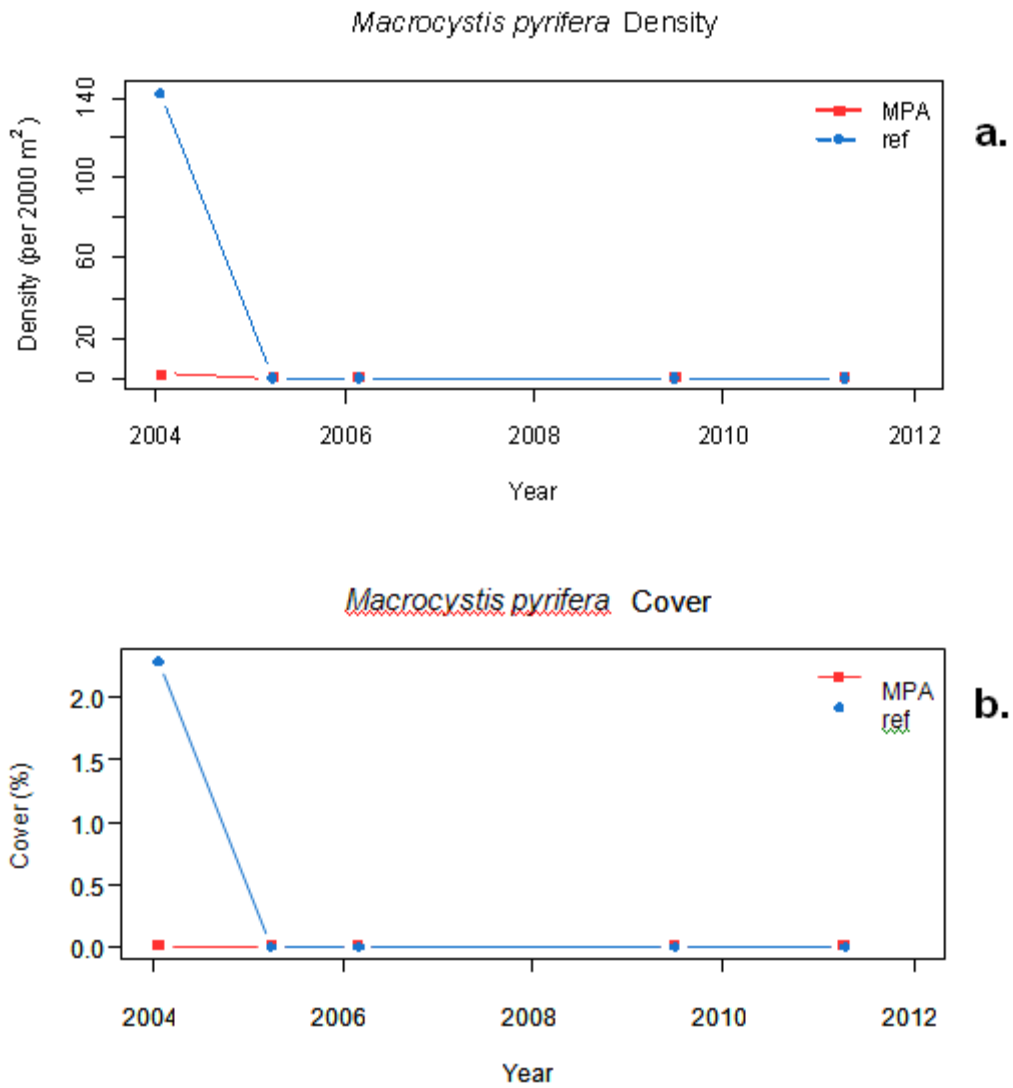 Macrocystis pyrifera Density
Density (per 2000 m²)
140
100
60
20
0
MPA
ref
a.
2004 2006 2008 2010 2012
Year
Macrocystis pyrifera Cover
Cover (%)
2.0
1.5
1.0
0.5
0.0
MPA
ref
b.
2004 2006 2008 2010 2012
Year